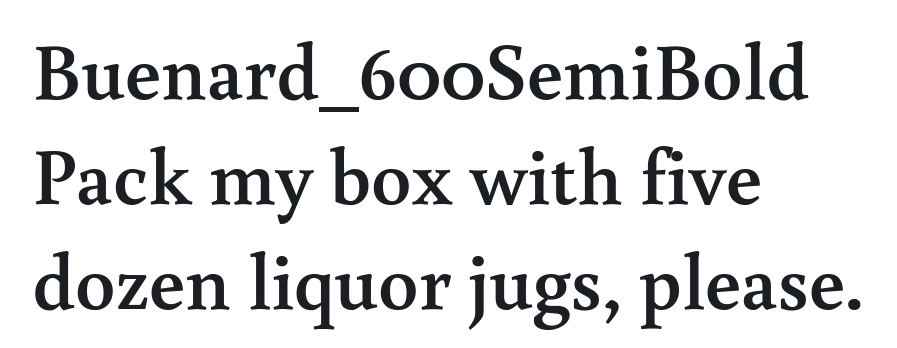 Buenard_600SemiBold
Pack my box with five
dozen liquor jugs, please.